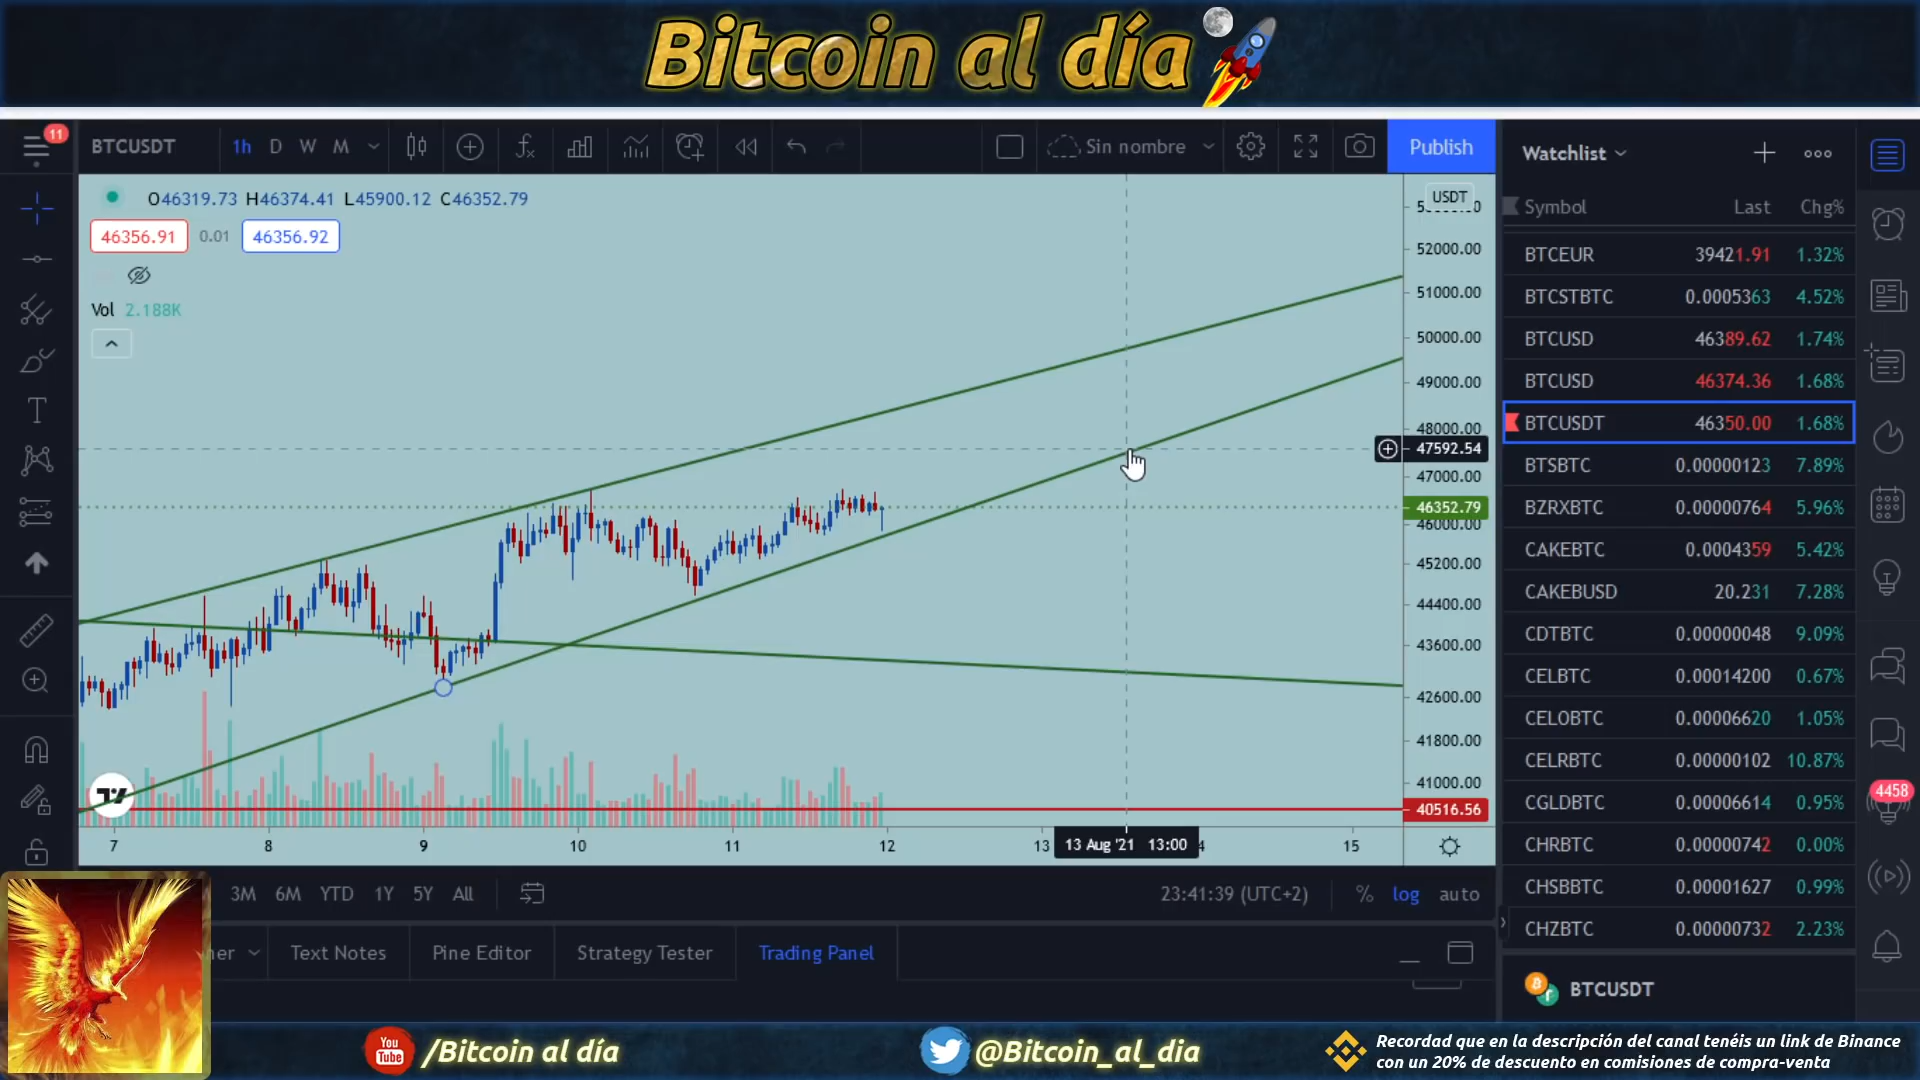 Bitcoin al día
11
BTCUSDT
1h D W M
Sin nombre
Publish
O46319.73 H46374.41 L45900.12 C46352.79
46356.91 0.01 46356.92
Vol 2.188K
USDT
52000.00
51000.00
50000.00
49000.00
48000.00
47592.54
47000.00
46352.79
46000.00
45200.00
44400.00
43600.00
42600.00
41800.00
41000.00
40516.56
7 8 9 10 11 12 13 13 Aug '21 13:00 15
3M 6M YTD 1Y 5Y All
23:41:39 (UTC+2) % log auto
Text Notes Pine Editor Strategy Tester Trading Panel
Watchlist
Symbol Last Chg%
BTCEUR 39421.91 1.32%
BTCSTBTC 0.0005363 4.52%
BTCUSD 46389.62 1.74%
BTCUSD 46374.36 1.68%
BTCUSDT 46350.00 1.68%
BTSBTC 0.00000123 7.89%
BZRXBTC 0.00000764 5.96%
CAKEBTC 0.0004359 5.42%
CAKEBUSD 20.231 7.28%
CDTBTC 0.00000048 9.09%
CELBTC 0.00014200 0.67%
CELOBTC 0.00006620 1.05%
CELRBTC 0.00000102 10.87%
CGLDBTC 0.00006614 0.95%
CHRBTC 0.00000742 0.00%
CHSBBTC 0.00001627 0.99%
CHZBTC 0.00000732 2.23%
BTCUSDT
4458
You Tube /Bitcoin al día
@Bitcoin_al_dia
Recordad que en la descripción del canal tenéis un link de Binance
con un 20% de descuento en comisiones de compra-venta